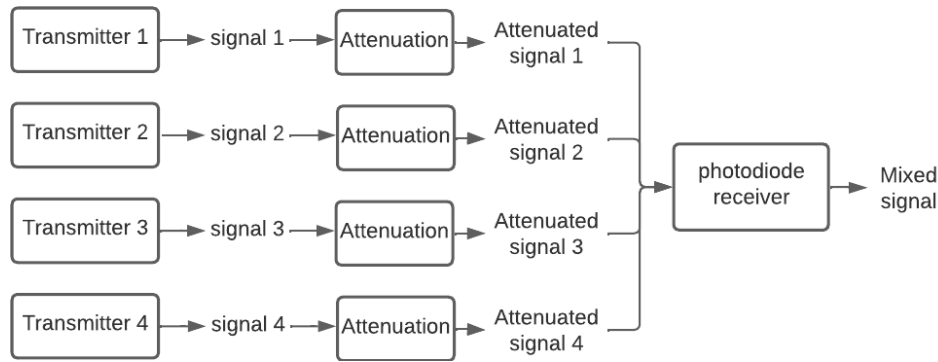 Transmitter 1
signal 1
Attenuation
Attenuated
signal 1
Transmitter 2
signal 2
Attenuation
Attenuated
signal 2
photodiode
receiver
Mixed
signal
Transmitter 3
signal 3
Attenuation
Attenuated
signal 3
Transmitter 4
signal 4
Attenuation
Attenuated
signal 4